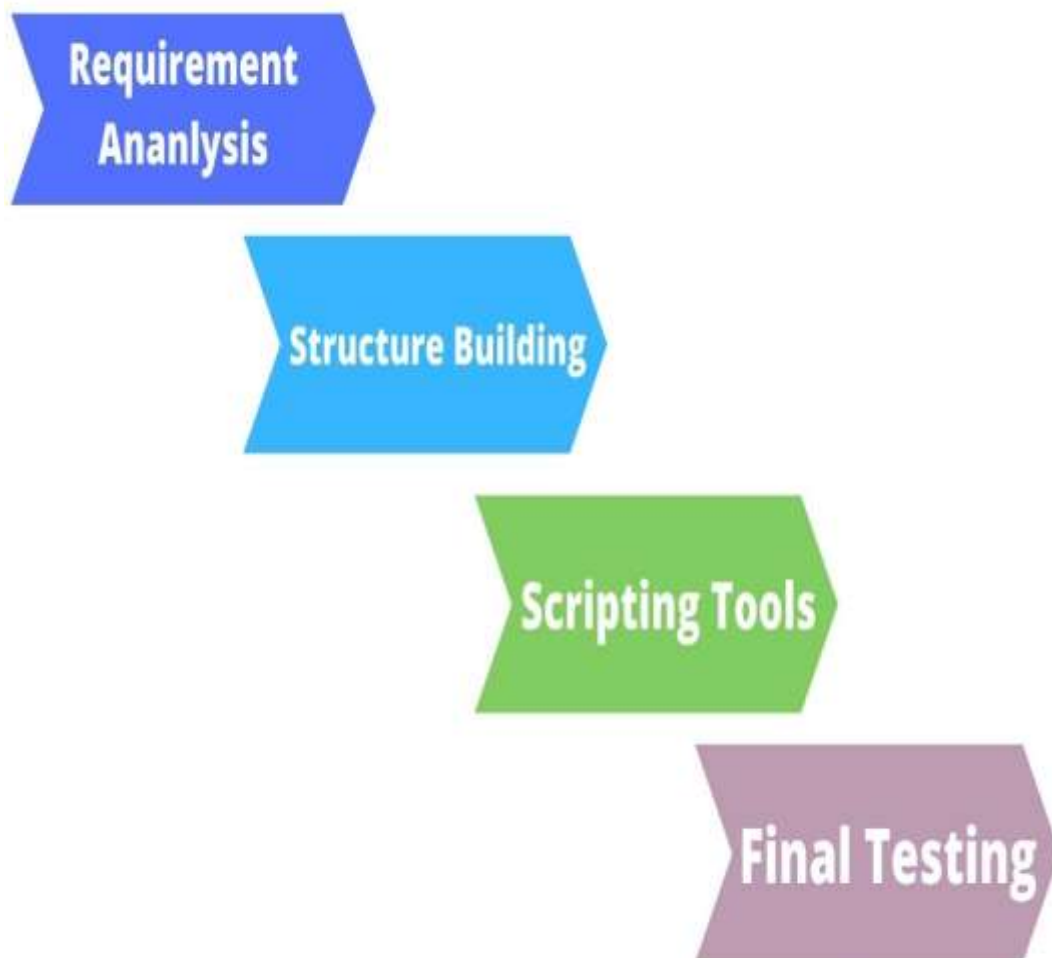 Requirement
Ananlysis
Structure Building
Scripting Tools
Final Testing